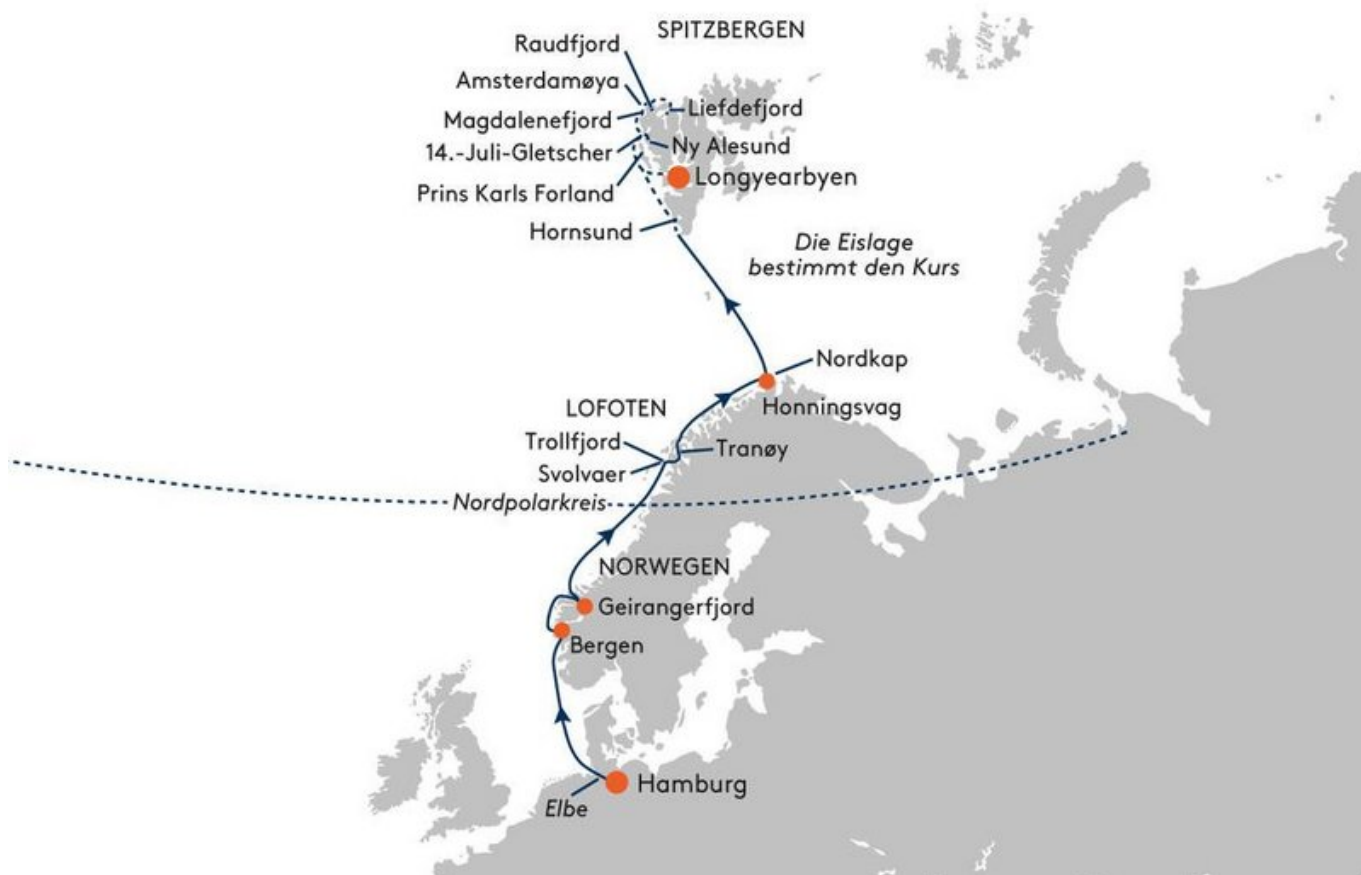 SPITZBERGEN
Raudfjord
Amsterdamøya
Liefdefjord
Magdalenefjord
Ny Alesund
14.-Juli-Gletscher
Longyearbyen
Prins Karls Forland
Hornsund
Die Eislage
bestimmt den Kurs
Nordkap
Honningsvag
LOFOTEN
Trollfjord
Tranøy
Svolvaer
Nordpolarkreis
NORWEGEN
Geirangerfjord
Bergen
Hamburg
Elbe